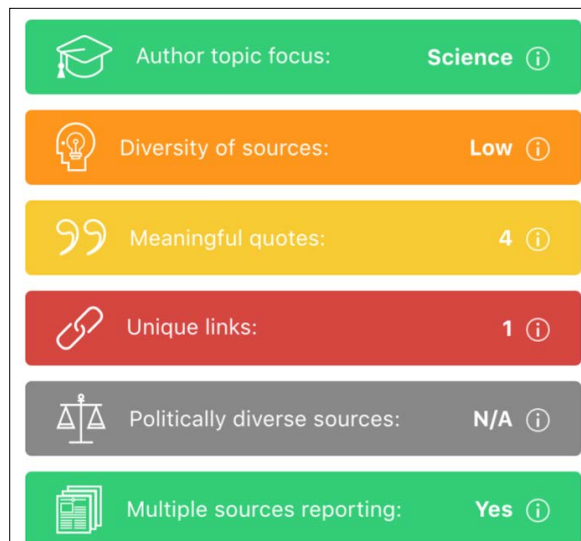 Author topic focus: Science
Diversity of sources: Low
Meaningful quotes: 4
Unique links: 1
Politically diverse sources: N/A
Multiple sources reporting: Yes